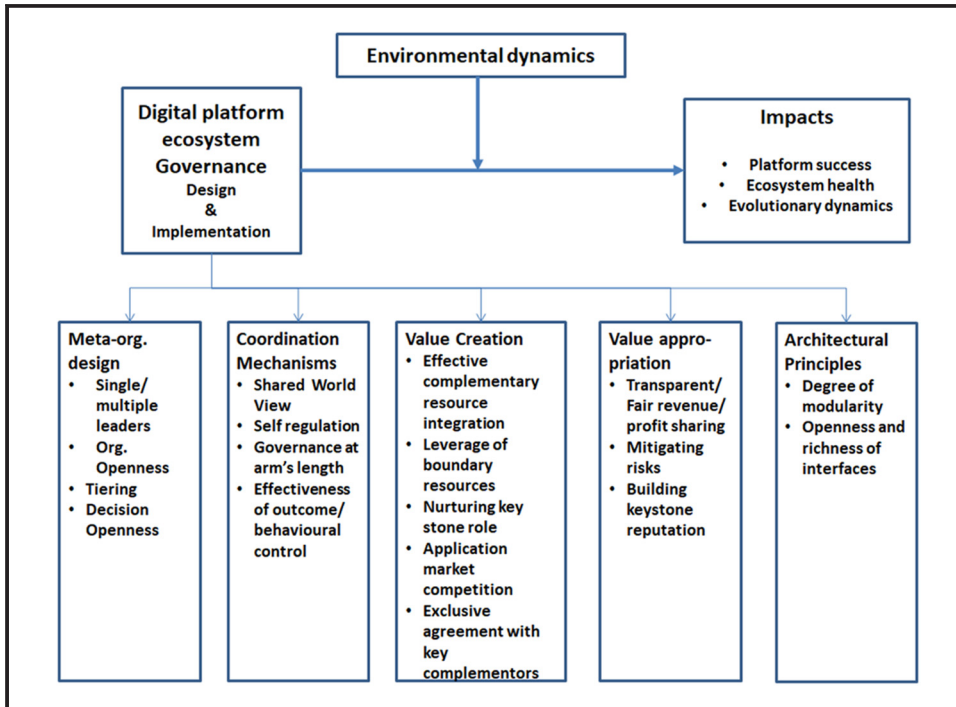 Environmental dynamics
Digital platform
ecosystem
Governance
Design
&
Implementation
Impacts
• Platform success
• Ecosystem health
• Evolutionary dynamics
Meta-org.
design
• Single/
multiple
leaders
• Org.
Openness
• Tiering
• Decision
Openness
Coordination
Mechanisms
• Shared World
View
• Self regulation
• Governance at
arm's length
• Effectiveness
of outcome/
behavioural
control
Value Creation
• Effective
complementary
resource
integration
• Leverage of
boundary
resources
• Nurturing key
stone role
• Application
market
competition
• Exclusive
agreement with
key
complementors
Value appro-
priation
• Transparent/
Fair revenue/
profit sharing
• Mitigating
risks
• Building
keystone
reputation
Architectural
Principles
• Degree of
modularity
• Openness and
richness of
interfaces